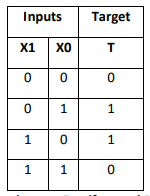 Inputs Target
X1 X0 T
0 0 0
0 1 1
1 0 1
1 1 0